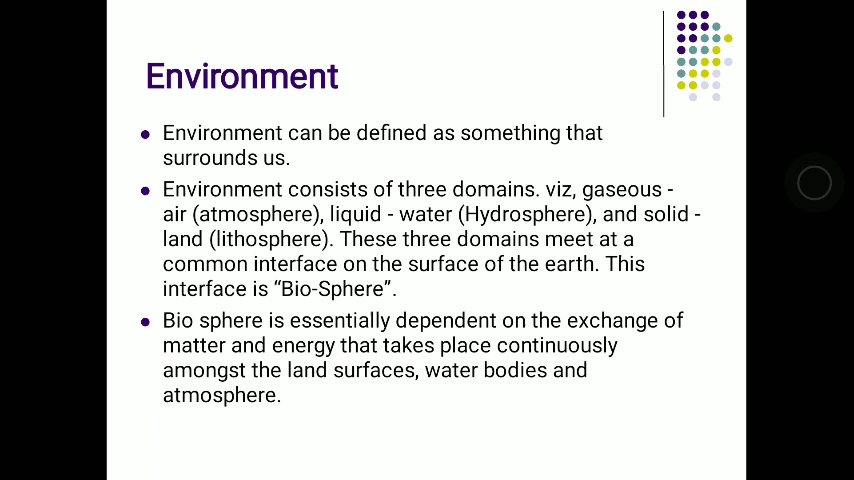 Environment
Environment can be defined as something that
surrounds us.
Environment consists of three domains. viz, gaseous -
air (atmosphere), liquid - water (Hydrosphere), and solid -
land (lithosphere). These three domains meet at a
common interface on the surface of the earth. This
interface is “Bio-Sphere”.
Bio sphere is essentially dependent on the exchange of
matter and energy that takes place continuously
amongst the land surfaces, water bodies and
atmosphere.